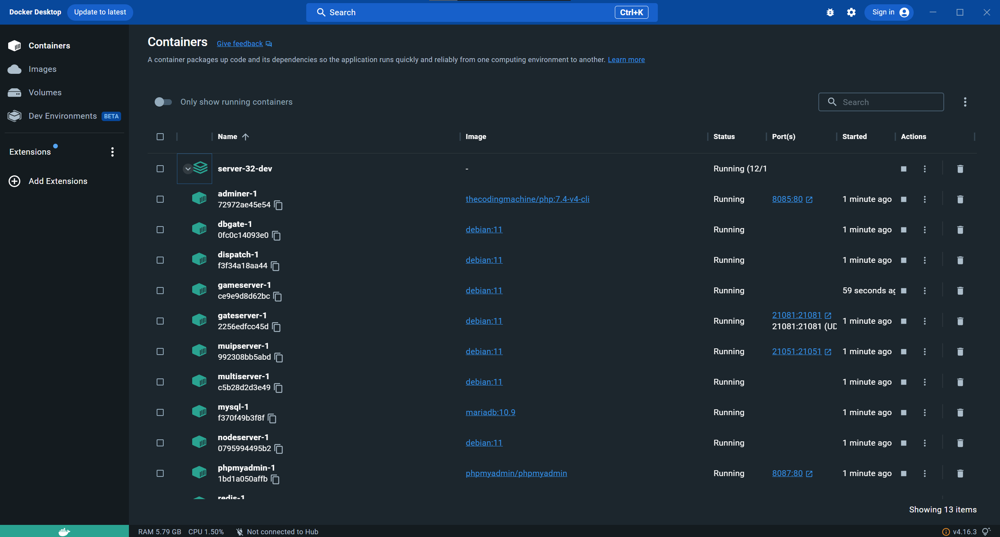 Docker Desktop
Update to latest
Search
Ctrl+K
Sign in
Containers
Images
Volumes
Dev Environments BETA
Extensions
Add Extensions
Containers
Give feedback
A container packages up code and its dependencies so the application runs quickly and reliably from one computing environment to another. Learn more
Only show running containers
Search
Name Image Status Port(s) Started Actions
server-32-dev - Running (12/1
adminer-1
72972ae45e54
thecodingmachine/php:7.4-v4-cli Running 8085:80 1 minute ago
dbgate-1
0fc0c14093e0
debian:11 Running 1 minute ago
dispatch-1
f3f34a18aa44
debian:11 Running 1 minute ago
gameserver-1
ce9e9d8d62bc
debian:11 Running 59 seconds ag
gateserver-1
2256edfcc45d
debian:11 Running
21081:21081
21081:21081 (UD
1 minute ago
muipserver-1
992308bb5abd
debian:11 Running 21051:21051 1 minute ago
multiserver-1
c5b28d2d3e49
debian:11 Running 1 minute ago
mysql-1
f370f49b3f8f
mariadb:10.9 Running 1 minute ago
nodeserver-1
0795994495b2
debian:11 Running 1 minute ago
phpmyadmin-1
1bd1a050affb
phpmyadmin/phpmyadmin Running 8087:80 1 minute ago
redis-1
Showing 13 items
RAM 5.79 GB CPU 1.50% Not connected to Hub
v4.16.3